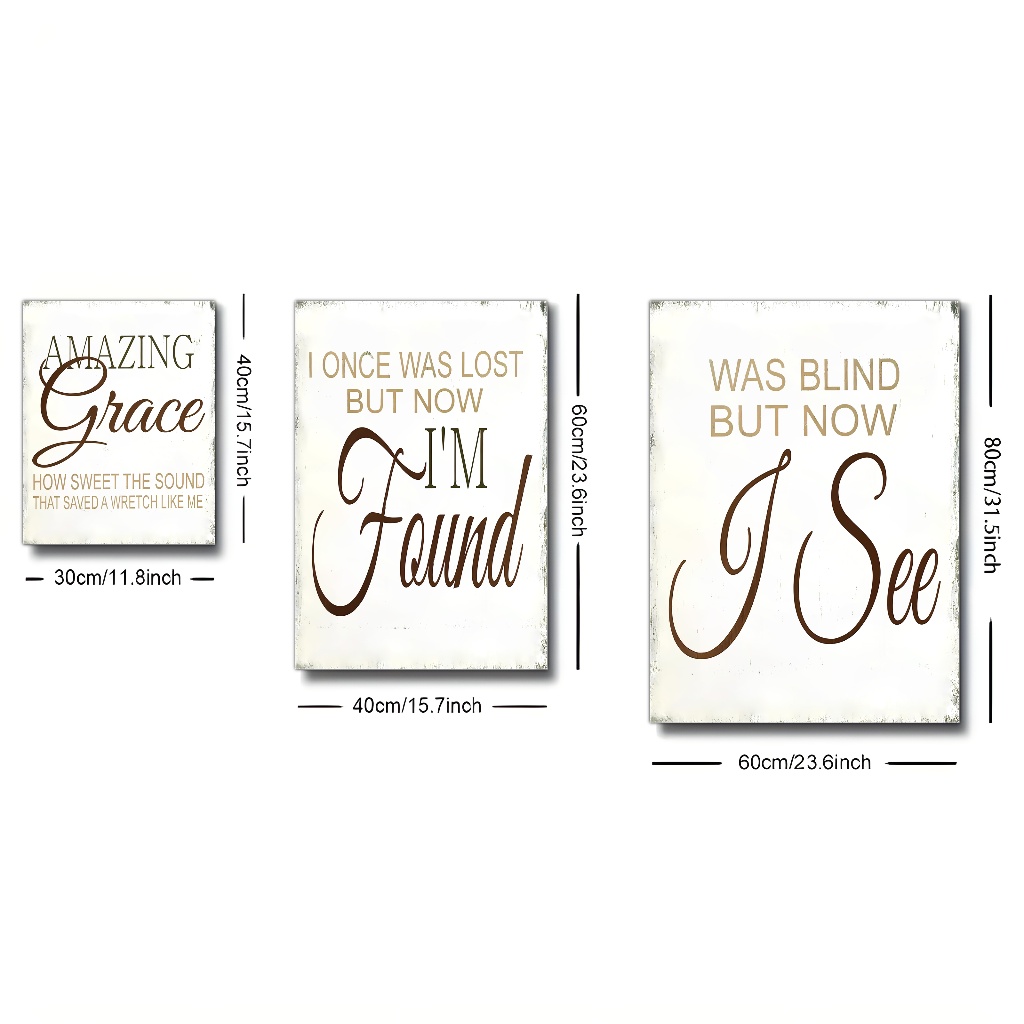 AMAZING
Grace
HOW SWEET THE SOUND
THAT SAVED A WRETCH LIKE ME
40cm/15.7inch
30cm/11.8inch
I ONCE WAS LOST
BUT NOW
I'M
Found
60cm/23.6inch
40cm/15.7inch
WAS BLIND
BUT NOW
I See
80cm/31.5inch
60cm/23.6inch